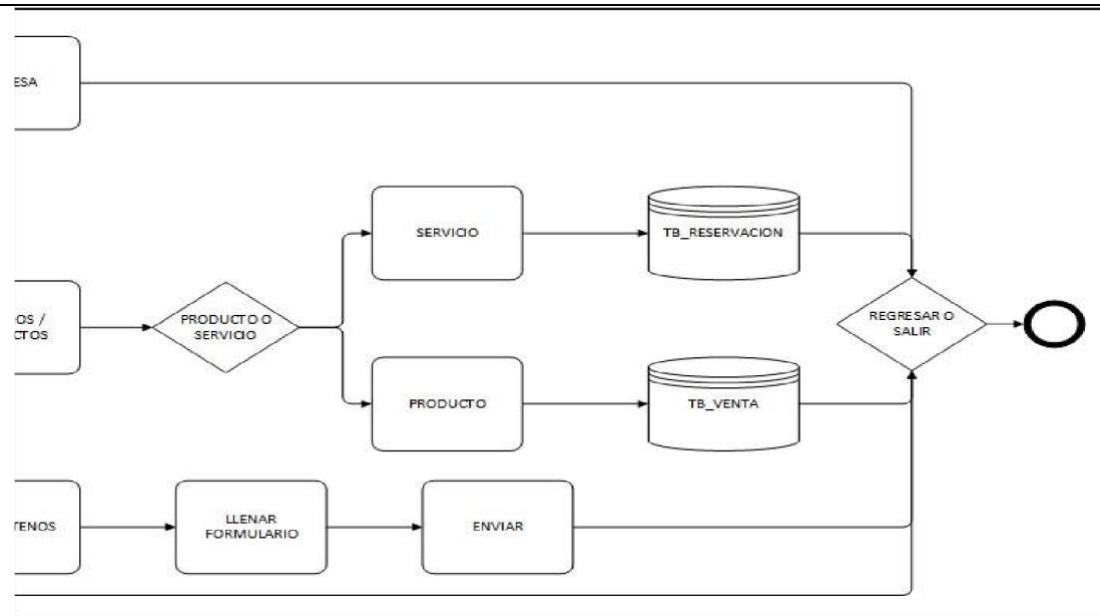 ESA
SERVICIO
TB_RESERVACION
OS /
CTOS
PRODUCTO O
SERVICIO
REGRESAR O
SALIR
PRODUCTO
TB_VENTA
TENOS
LLENAR
FORMULARIO
ENVIAR